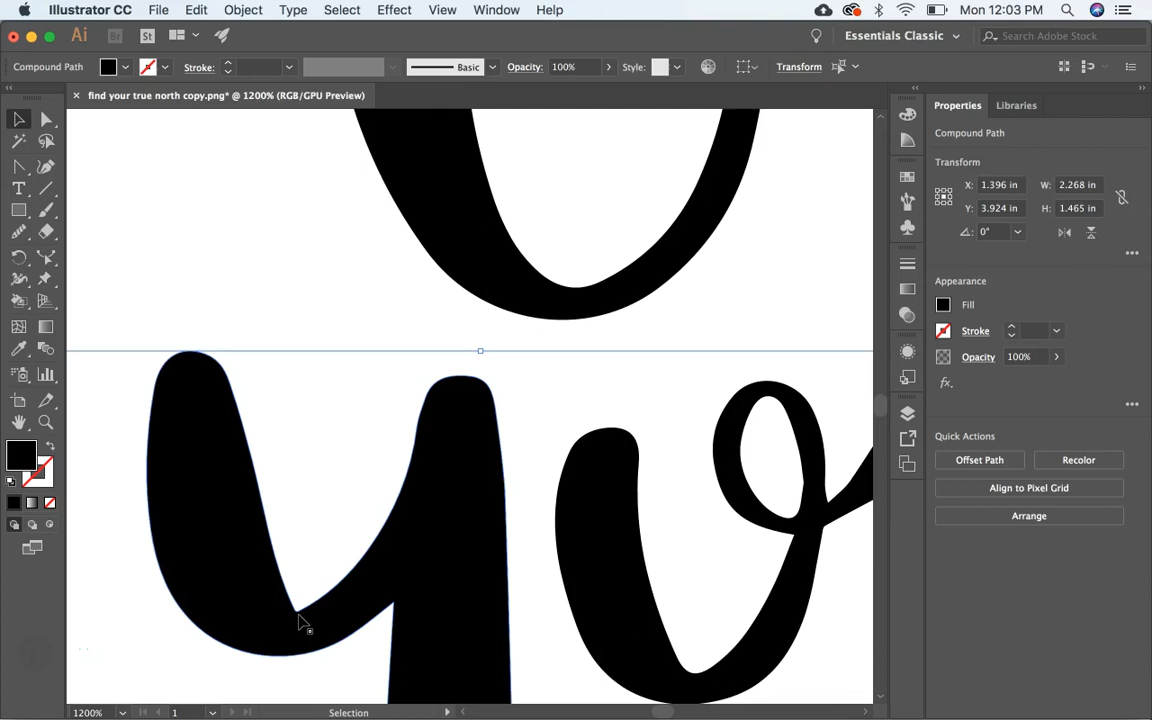 Illustrator CC File Edit Object Type Select Effect View Window Help Mon 12:03 PM
Ai Br St Essentials Classic Search Adobe Stock
Compound Path Stroke: Basic Opacity: 100% Style: Transform
× find your true north copy.png* @ 1200% (RGB/GPU Preview)
Properties Libraries
Compound Path
Transform
X: 1.396 in W: 2.268 in
Y: 3.924 in H: 1.465 in
0°
Appearance
Fill
Stroke
Opacity 100%
fx.
Quick Actions
Offset Path Recolor
Align to Pixel Grid
Arrange
1200% 1 Selection